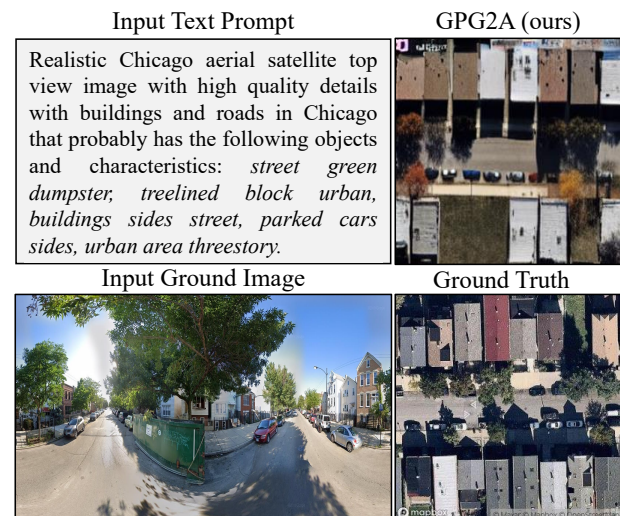 Input Text Prompt
GPG2A (ours)
Realistic Chicago aerial satellite top
view image with high quality details
with buildings and roads in Chicago
that probably has the following objects
and characteristics: street green
dumpster, treelined block urban,
buildings sides street, parked cars
sides, urban area threestory.
Input Ground Image
Ground Truth
mapbox